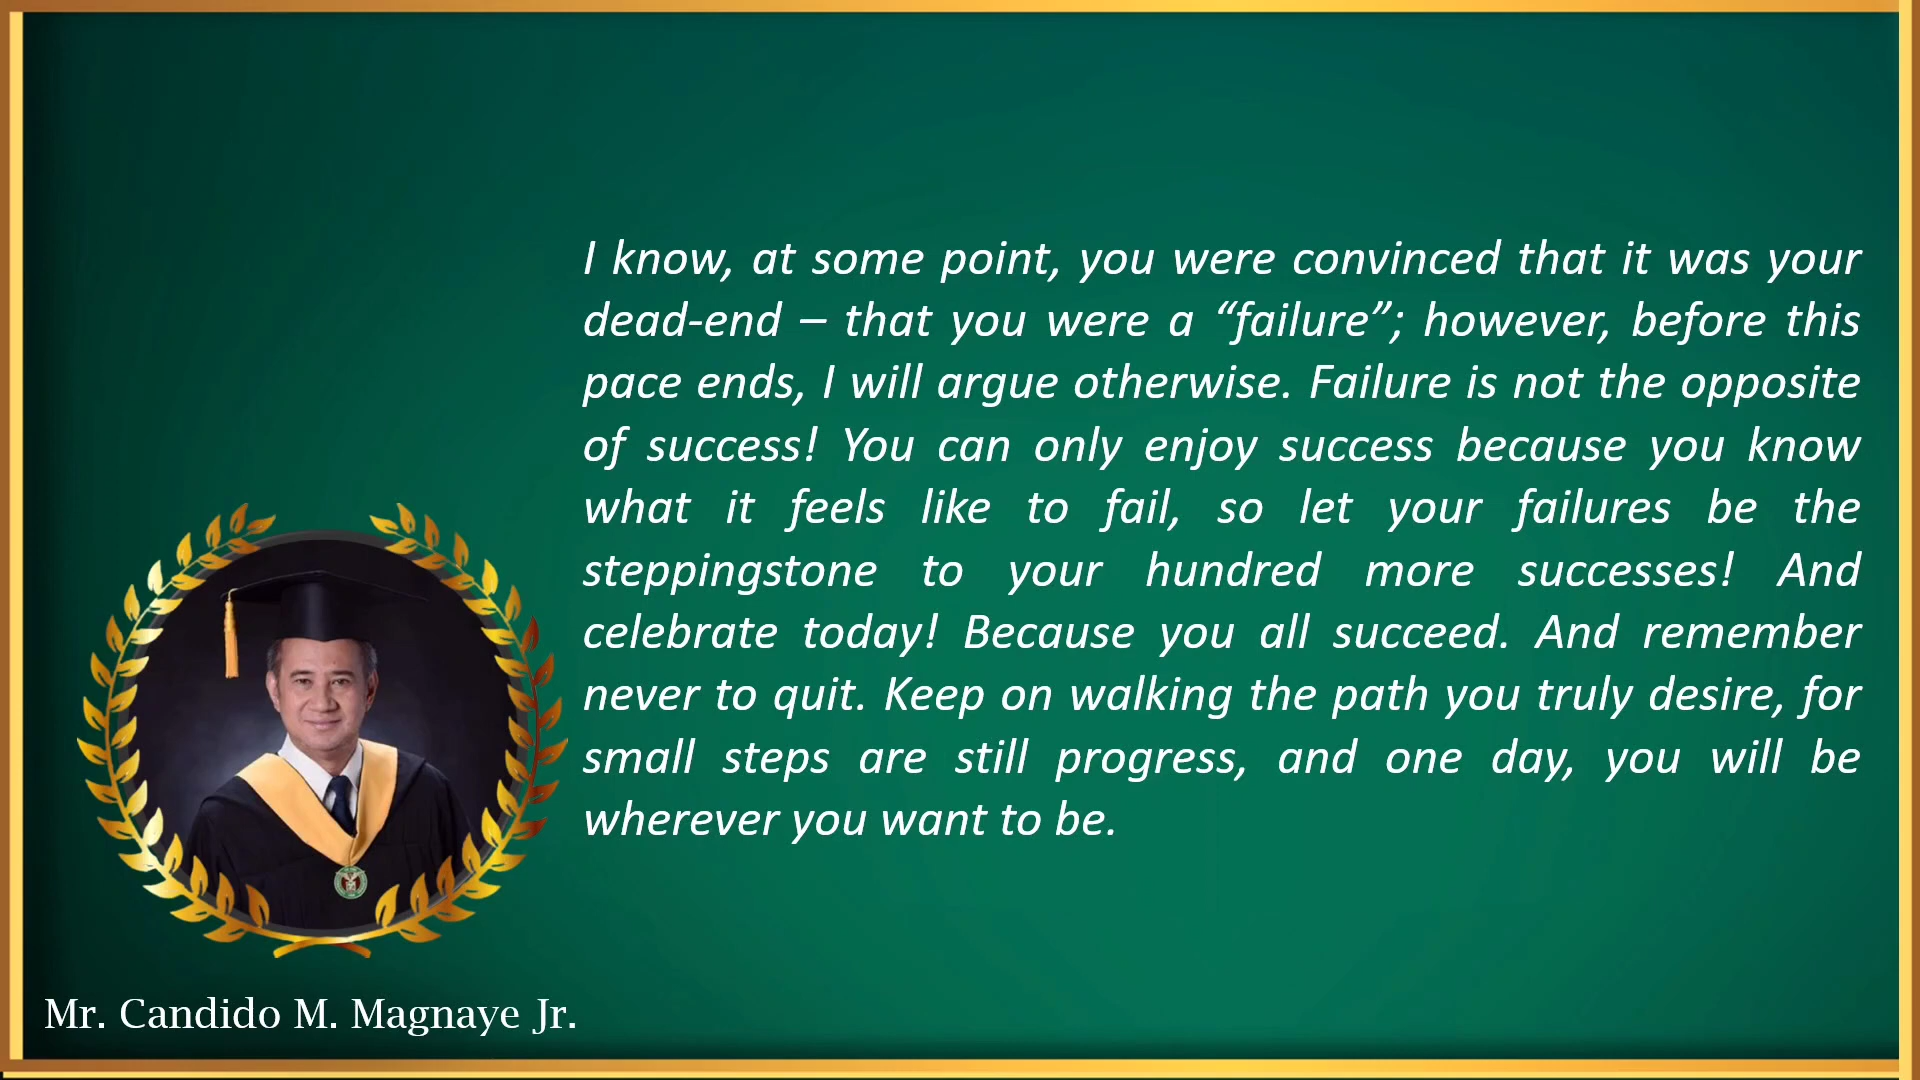 I know, at some point, you were convinced that it was your
dead-end – that you were a “failure”; however, before this
pace ends, I will argue otherwise. Failure is not the opposite
of success! You can only enjoy success because you know
what it feels like to fail, so let your failures be the
steppingstone to your hundred more successes! And
celebrate today! Because you all succeed. And remember
never to quit. Keep on walking the path you truly desire, for
small steps are still progress, and one day, you will be
wherever you want to be.
Mr. Candido M. Magnaye Jr.